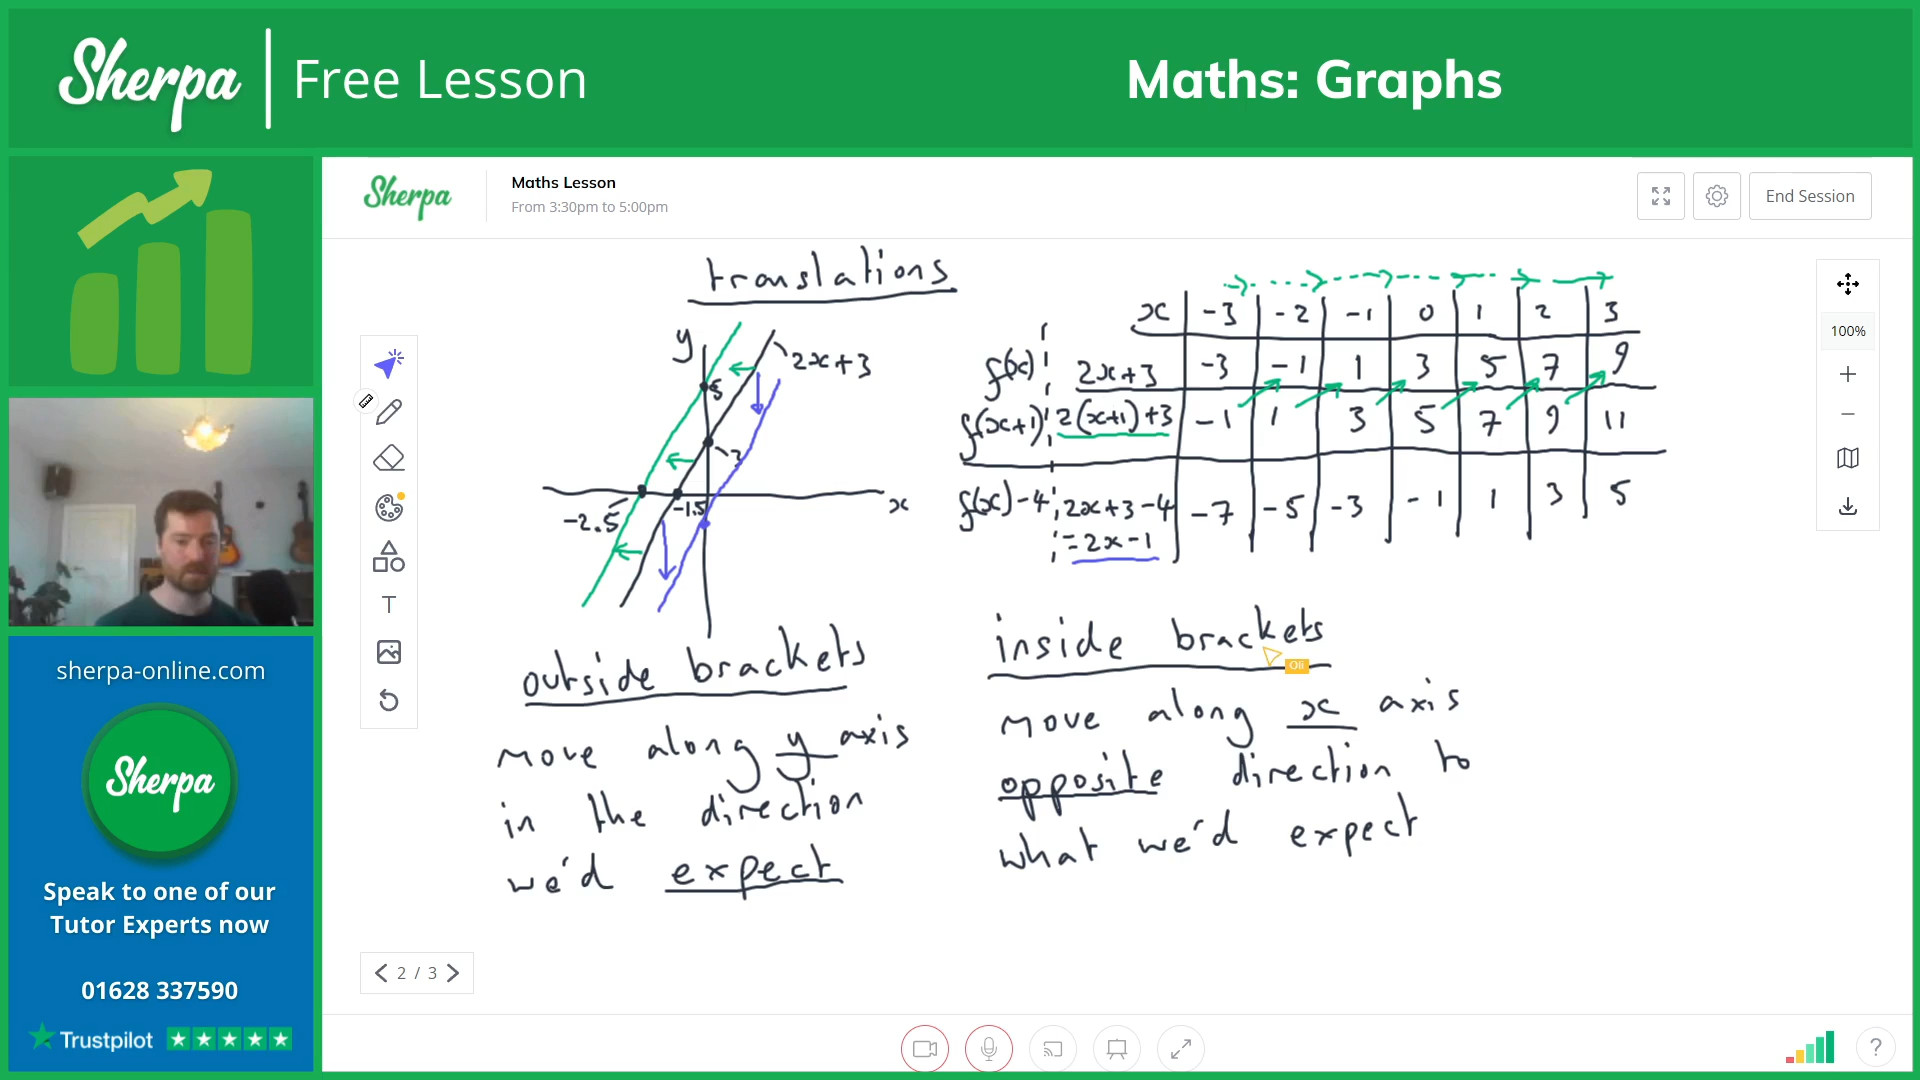 Sherpa Free Lesson Maths: Graphs
Sherpa Maths Lesson
From 3:30pm to 5:00pm
End Session
translations
y
5
2x+3
3
-1.5
-2.5
x
x -3 -2 -1 0 1 2 3
f(x) 2x+3 -3 -1 1 3 5 7 9
f(x+1) 2(x+1)+3 -1 1 3 5 7 9 11
f(x)-4 2x+3-4 -7 -5 -3 -1 1 3 5
=2x-1
outside brackets
move along y axis
in the direction
we'd expect
inside brackets
Oli
move along x axis
opposite direction to
what we'd expect
T
100%
2 / 3
?
sherpa-online.com
Sherpa
Speak to one of our
Tutor Experts now
01628 337590
Trustpilot